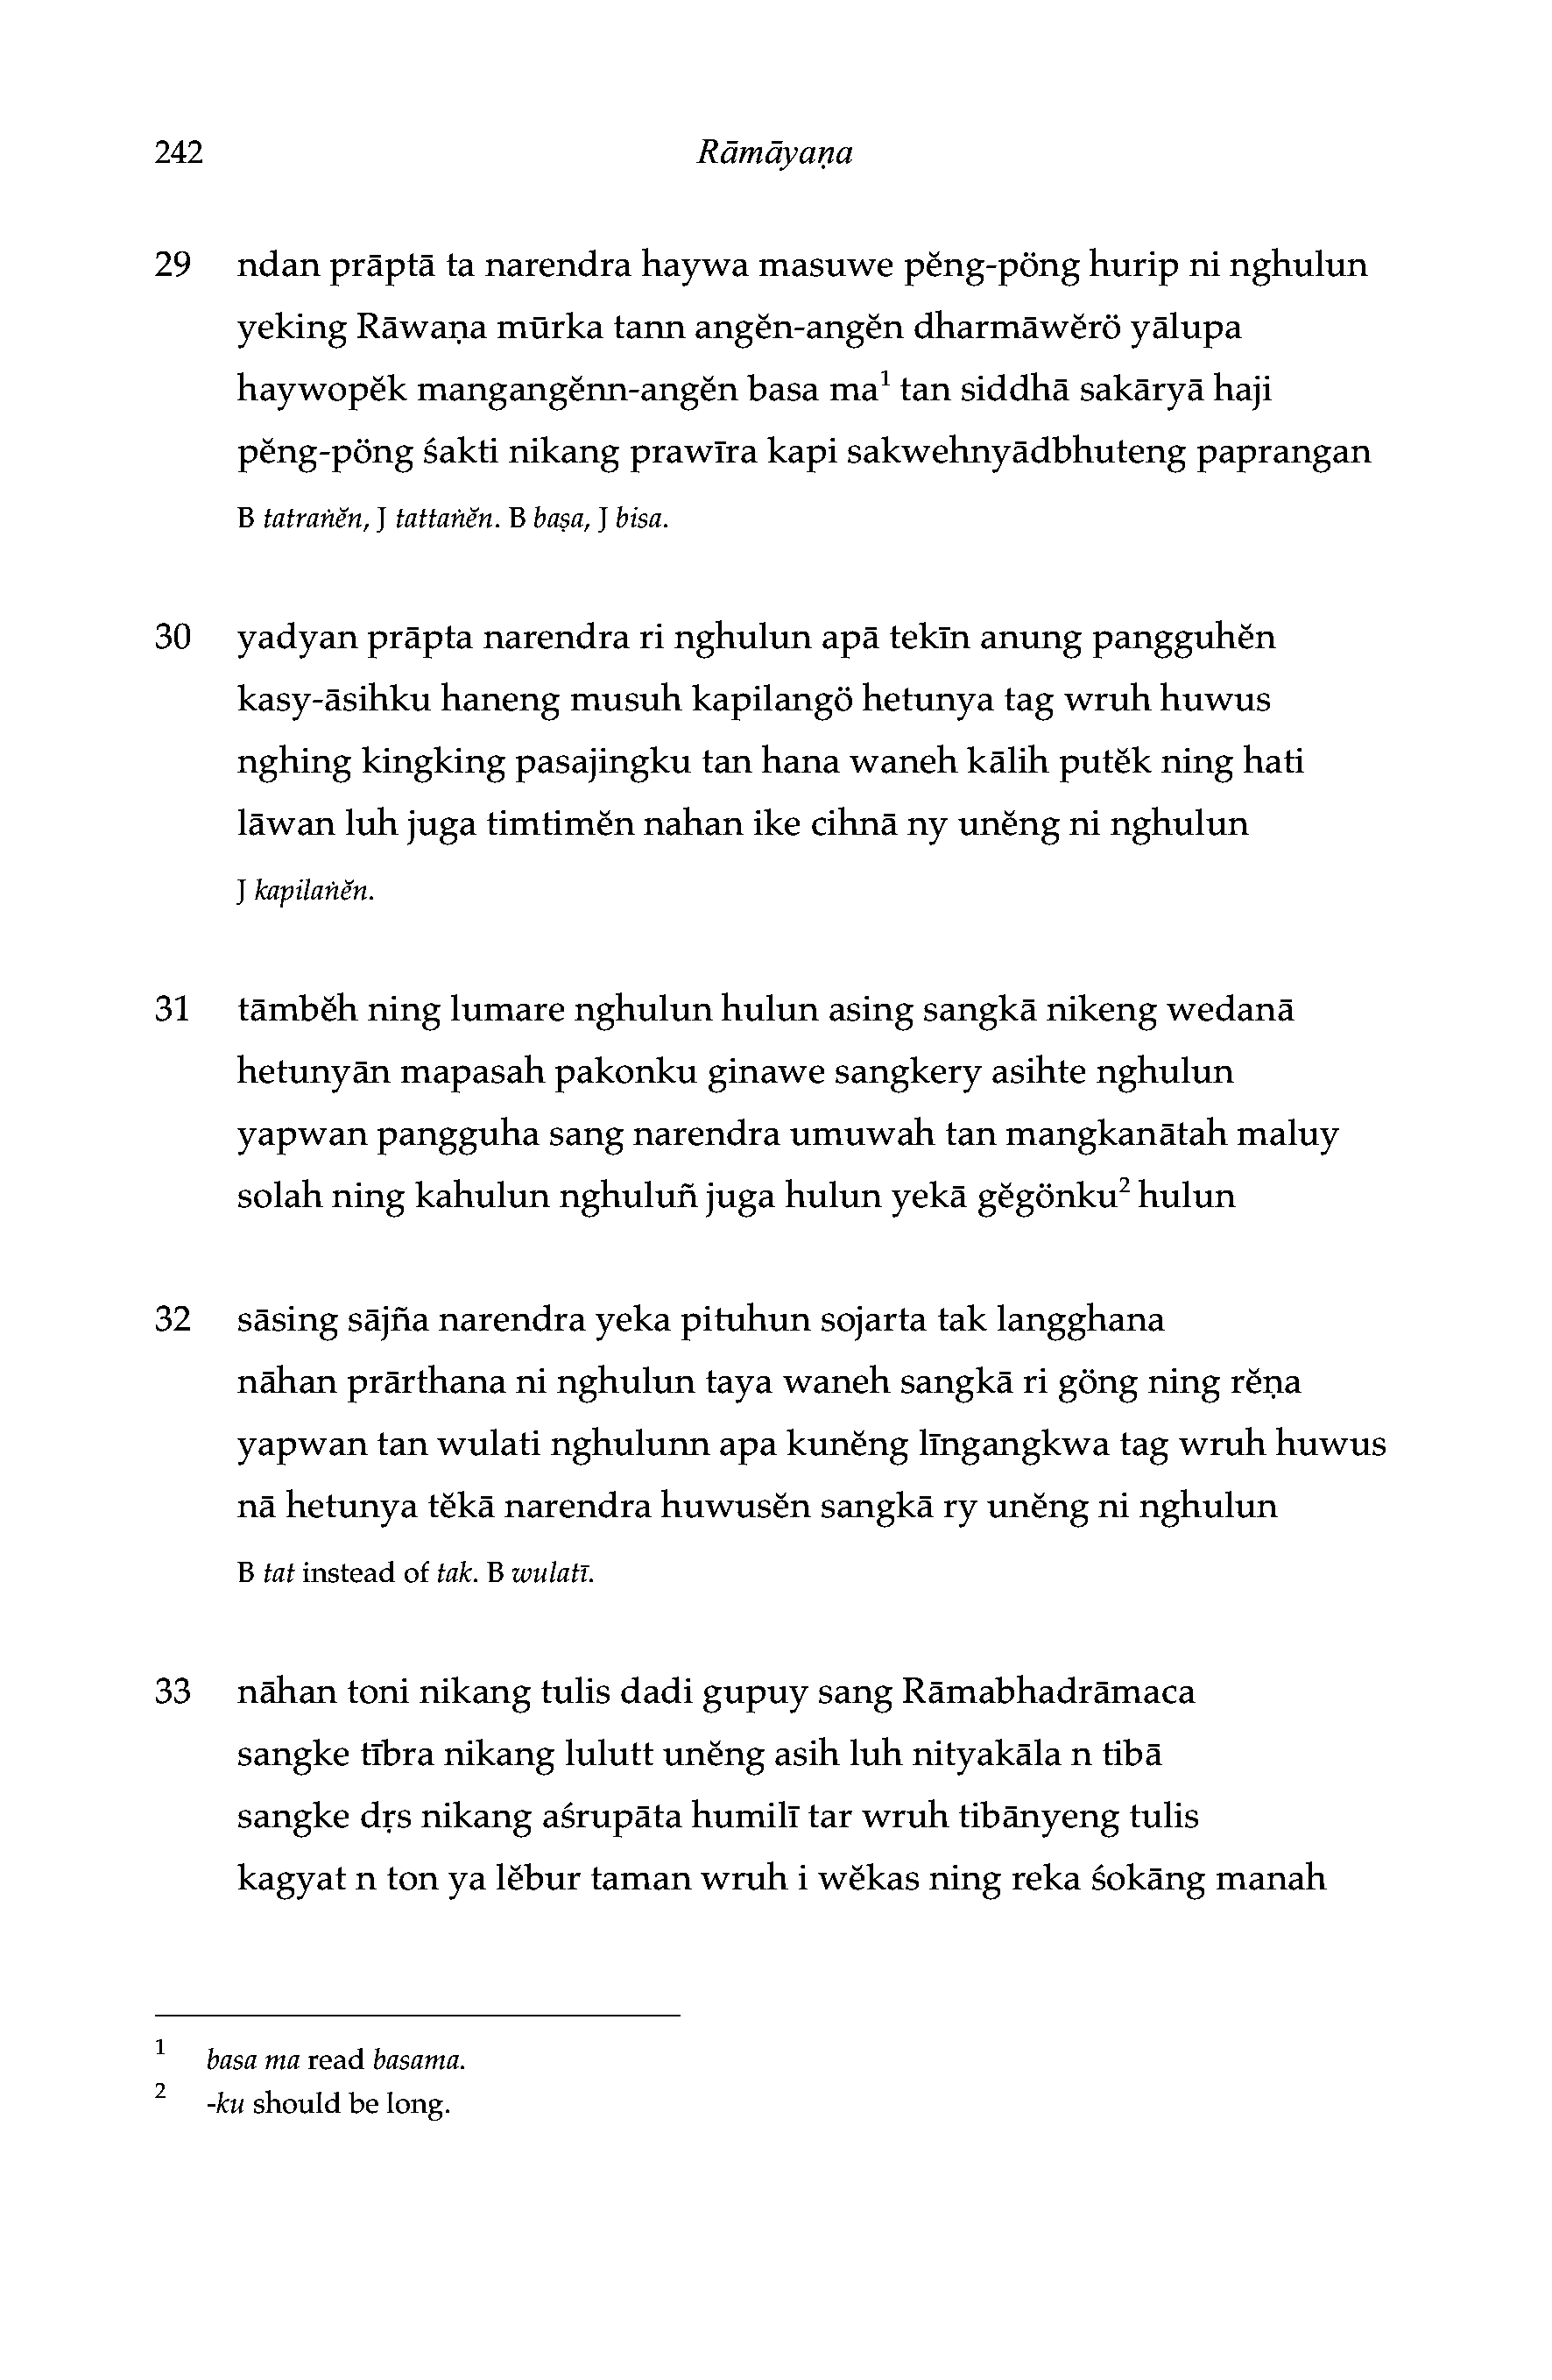 242 Rāmāyaṇa
29 ndan prāptā ta narendra haywa masuwe pĕng-pöng hurip ni nghulun
yeking Rāwaṇa mūrka tann angĕn-angĕn dharmāwĕrö yālupa
haywopĕk mangangĕnn-angĕn basa ma¹ tan siddhā sakāryā haji
pĕng-pöng śakti nikang prawīra kapi sakwehnyādbhuteng paprangan
B tatraṅĕn, J tattaṅĕn. B baṣa, J bisa.
30 yadyan prāpta narendra ri nghulun apā tekīn anung pangguhĕn
kasy-āsihku haneng musuh kapilangö hetunya tag wruh huwus
nghing kingking pasajingku tan hana waneh kālih putĕk ning hati
lāwan luh juga timtimĕn nahan ike cihnā ny unĕng ni nghulun
J kapilaṅĕn.
31 tāmbĕh ning lumare nghulun hulun asing sangkā nikeng wedanā
hetunyān mapasah pakonku ginawe sangkery asihte nghulun
yapwan pangguha sang narendra umuwah tan mangkanātah maluy
solah ning kahulun nghuluñ juga hulun yekā gĕgönku² hulun
32 sāsing sājña narendra yeka pituhun sojarta tak langghana
nāhan prārthana ni nghulun taya waneh sangkā ri göng ning rĕṇa
yapwan tan wulati nghulunn apa kunĕng līngangkwa tag wruh huwus
nā hetunya tĕkā narendra huwusĕn sangkā ry unĕng ni nghulun
B tat instead of tak. B wulatī.
33 nāhan toni nikang tulis dadi gupuy sang Rāmabhadrāmaca
sangke tībra nikang lulutt unĕng asih luh nityakāla n tibā
sangke dṛs nikang aśrupāta humilī tar wruh tibānyeng tulis
kagyat n ton ya lĕbur taman wruh i wĕkas ning reka śokāng manah
1 basa ma read basama.
2 -ku should be long.